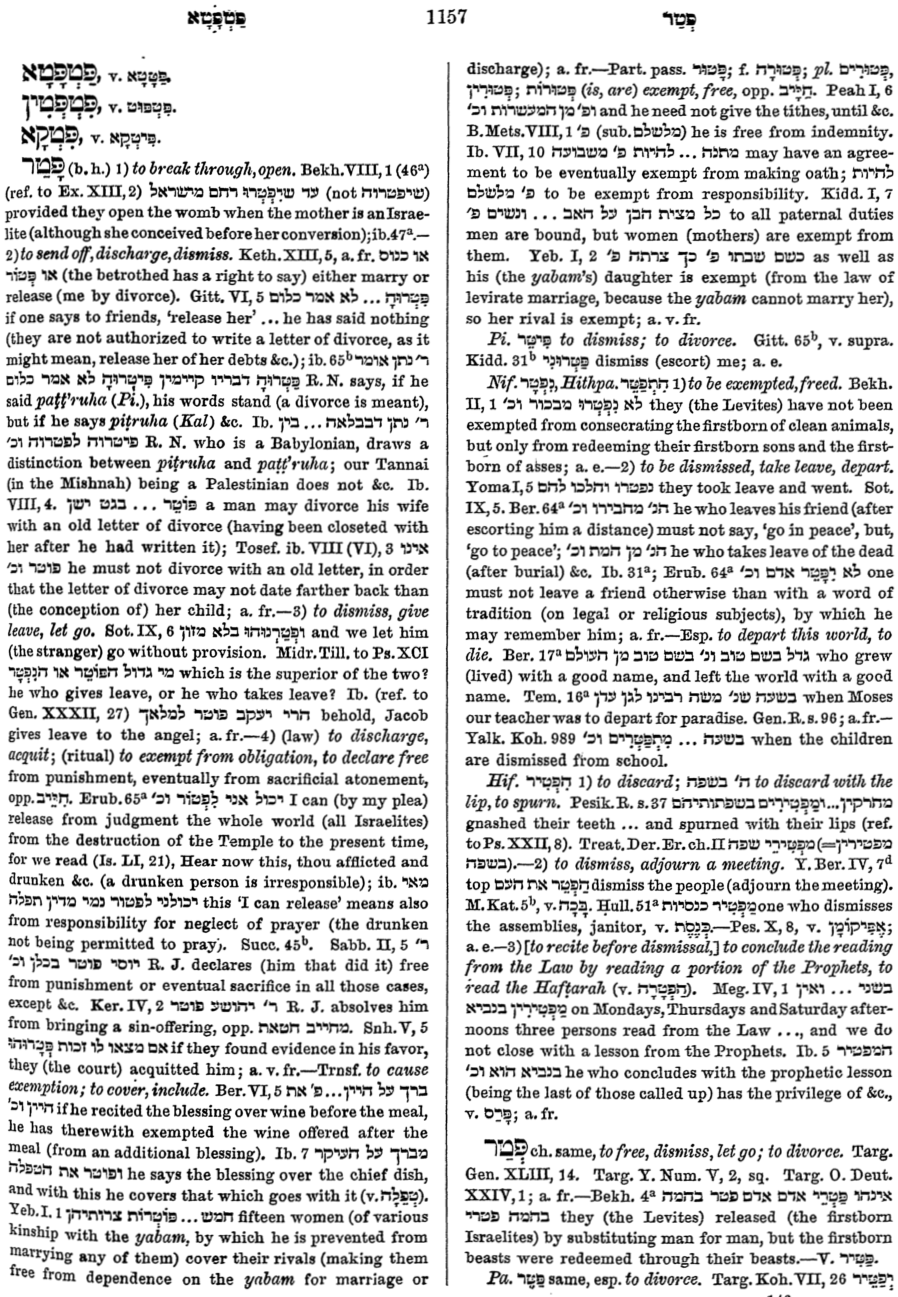 פַּטְפָּטָא 1157 פְּטַר
פַּטְפָּטָא, v. פַּטָּטָא.
פִּטְפְּטִין, v. פִּטְפּוּט.
פִּטְקָא, v. פִּיטְקָא.
פָּטַר (b. h.) 1) to break through, open. Bekh. VIII, 1 (46ᵃ)
(ref. to Ex. XIII, 2) עד שיִּפְטְרוּ רחם מישראל (not שיפטרוה)
provided they open the womb when the mother is an Israe-
lite (although she conceived before her conversion); ib. 47ᵃ.—
2) to send off, discharge, dismiss. Keth. XIII, 5, a. fr. או כנוס
או פְּטוֹר (the betrothed has a right to say) either marry or
release (me by divorce). Gitt. VI, 5 פִּטְרוּהָ ... לא אמר כלום
if one says to friends, 'release her' ... he has said nothing
(they are not authorized to write a letter of divorce, as it
might mean, release her of her debts &c.); ib. 65ᵇ ר' נתן אומר
פַּטְּרוּהָ דבריו קיימין פִּיטְרוּהָ לא אמר כלום R. N. says, if he
said paṭṭ'ruha (Pi.), his words stand (a divorce is meant),
but if he says piṭruha (Kal) &c. Ib. ר' נתן דבבלאה ... בין
פיטרוה לפטרוה וכ' R. N. who is a Babylonian, draws a
distinction between piṭruha and paṭṭ'ruha; our Tannai
(in the Mishnah) being a Palestinian does not &c. Ib.
VIII, 4. פּוֹטֵר ... בגט ישן a man may divorce his wife
with an old letter of divorce (having been closeted with
her after he had written it); Tosef. ib. VIII (VI), 3 אינו
פוטר וכ' he must not divorce with an old letter, in order
that the letter of divorce may not date farther back than
(the conception of) her child; a. fr.—3) to dismiss, give
leave, let go. Sot. IX, 6 וּפְטַרְנוּהוּ בלא מזון and we let him
(the stranger) go without provision. Midr. Till. to Ps. XCI
מי גדול הפּוֹטֵר או הנִּפְטָר which is the superior of the two?
he who gives leave, or he who takes leave? Ib. (ref. to
Gen. XXXII, 27) הרי יעקב פוטר למלאך behold, Jacob
gives leave to the angel; a. fr.—4) (law) to discharge,
acquit; (ritual) to exempt from obligation, to declare free
from punishment, eventually from sacrificial atonement,
opp. חִיֵּיב. Erub. 65ᵃ יכול אני לִפְטוֹר וכ' I can (by my plea)
release from judgment the whole world (all Israelites)
from the destruction of the Temple to the present time,
for we read (Is. LI, 21), Hear now this, thou afflicted and
drunken &c. (a drunken person is irresponsible); ib. מאי
יכולני לפטור נמי מדין תפלה this 'I can release' means also
from responsibility for neglect of prayer (the drunken
not being permitted to pray). Succ. 45ᵇ. Sabb. II, 5 ר'
יוסי פוטר בכלן וכ' R. J. declares (him that did it) free
from punishment or eventual sacrifice in all those cases,
except &c. Ker. IV, 2 ר' יהושע פוטר R. J. absolves him
from bringing a sin-offering, opp. מחייב חטאת. Snh. V, 5
אם מצאו לו זכות פְּטָרוּהוּ if they found evidence in his favor,
they (the court) acquitted him; a. v. fr.—Trnsf. to cause
exemption; to cover, include. Ber. VI, 5 ברך על היין...פ' את
היין וכ' if he recited the blessing over wine before the meal,
he has therewith exempted the wine offered after the
meal (from an additional blessing). Ib. 7 מברך על העיקר
ופוטר את הטפלה he says the blessing over the chief dish,
and with this he covers that which goes with it (v. טְפֵלָה).
Yeb. I. 1 חמש ... פּוֹטְרוֹת צרותיהן fifteen women (of various
kinship with the yabam, by which he is prevented from
marrying any of them) cover their rivals (making them
free from dependence on the yabam for marriage or
discharge); a. fr.—Part. pass. פָּטוּר; f. פְּטוּרָה; pl. פְּטוּרִים,
פְּטוּרִין; פְּטוּרוֹת (is, are) exempt, free, opp. חַיָּיב. Peah I, 6
ופ' מן המעשרות וכ' and he need not give the tithes, until &c.
B. Mets. VIII, 1 פ' (sub. מלשלם) he is free from indemnity.
Ib. VII, 10 מתנה ... להיות פ' משבועה may have an agree-
ment to be eventually exempt from making oath; להיות
פ' מלשלם to be exempt from responsibility. Kidd. I, 7
כל מצית הבן על האב ... ונשים פ' to all paternal duties
men are bound, but women (mothers) are exempt from
them. Yeb. I, 2 כשם שבתו פ' כך צרתה פ' as well as
his (the yabam's) daughter is exempt (from the law of
levirate marriage, because the yabam cannot marry her),
so her rival is exempt; a. v. fr.
Pi. פִּיטֵּר to dismiss; to divorce. Gitt. 65ᵇ, v. supra.
Kidd. 31ᵇ פַּטְּרוּנִי dismiss (escort) me; a. e.
Nif. נִפְטָר, Hithpa. הִתְפַּטֵּר 1) to be exempted, freed. Bekh.
II, 1 לא נִפְטְרוּ מבכור וכ' they (the Levites) have not been
exempted from consecrating the firstborn of clean animals,
but only from redeeming their firstborn sons and the first-
born of asses; a. e.—2) to be dismissed, take leave, depart.
Yoma I, 5 נפטרו והלכו להם they took leave and went. Sot.
IX, 5. Ber. 64ᵃ הנ' מחבירו וכ' he who leaves his friend (after
escorting him a distance) must not say, 'go in peace', but,
'go to peace'; הנ' מן המת וכ' he who takes leave of the dead
(after burial) &c. Ib. 31ᵃ; Erub. 64ᵃ לא יִפָּטֵר אדם וכ' one
must not leave a friend otherwise than with a word of
tradition (on legal or religious subjects), by which he
may remember him; a. fr.—Esp. to depart this world, to
die. Ber. 17ᵃ גדל בשם טוב ונ' בשם טוב מן העולם who grew
(lived) with a good name, and left the world with a good
name. Tem. 16ᵃ בשעה שנ' משה רבינו לגן עדן when Moses
our teacher was to depart for paradise. Gen. R. s. 96; a. fr.—
Yalk. Koh. 989 בשעה ... מִתְפַּטְּרִים וכ' when the children
are dismissed from school.
Hif. הִפְטִיר 1) to discard; ה' בשפה to discard with the
lip, to spurn. Pesik. R. s. 37 מחרקין...ומַפְטִירִים בשפתותיהם
gnashed their teeth ... and spurned with their lips (ref.
to Ps. XXII, 8). Treat. Der. Er. ch. II מַפְטִירֵי שפה (=מפטירין
בשפה).—2) to dismiss, adjourn a meeting. Y. Ber. IV, 7ᵈ
top הַפְטֵר את העם dismiss the people (adjourn the meeting).
M. Kat. 5ᵇ, v. בָּכָה. Ḥull. 51ᵃ מַפְטִיר כנסיות one who dismisses
the assemblies, janitor, v. כְּנֶסֶת.—Pes. X, 8, v. אֲפִיקוֹמָן;
a. e.—3) [to recite before dismissal,] to conclude the reading
from the Law by reading a portion of the Prophets, to
read the Hafṭarah (v. הַפְטָרָה). Meg. IV, 1 בשני ... ואין
מַפְטִירִין בנביא on Mondays, Thursdays and Saturday after-
noons three persons read from the Law ..., and we do
not close with a lesson from the Prophets. Ib. 5 המפטיר
בנביא הוא וכ' he who concludes with the prophetic lesson
(being the last of those called up) has the privilege of &c.,
v. פָּרַס; a. fr.
פְּטַר ch. same, to free, dismiss, let go; to divorce. Targ.
Gen. XLIII, 14. Targ. Y. Num. V, 2, sq. Targ. O. Deut.
XXIV, 1; a. fr.—Bekh. 4ᵃ אינהו פַּטְרֵי אדם אדם פטר בהמה
בהמה פטרי they (the Levites) released (the firstborn
Israelites) by substituting man for man, but the firstborn
beasts were redeemed through their beasts.—V. פַּטִּיר.
Pa. פַּטֵּר same, esp. to divorce. Targ. Koh. VII, 26 יְפַטֵּיר